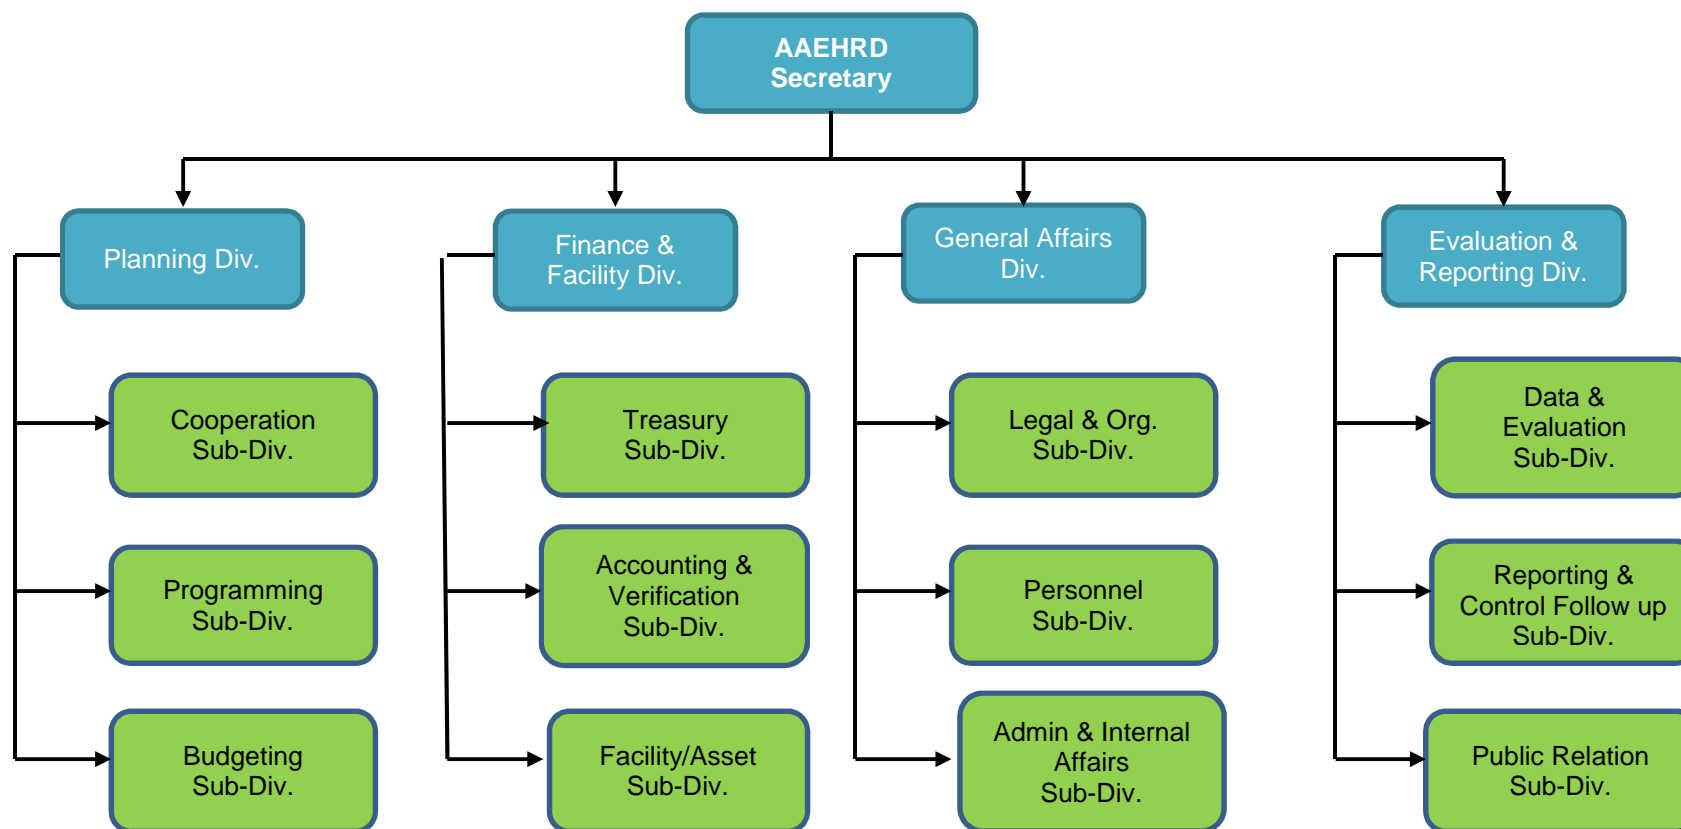 AAEHRD
Secretary
Planning Div.
Finance &
Facility Div.
General Affairs
Div.
Evaluation &
Reporting Div.
Cooperation
Sub-Div.
Treasury
Sub-Div.
Legal & Org.
Sub-Div.
Data &
Evaluation
Sub-Div.
Programming
Sub-Div.
Accounting &
Verification
Sub-Div.
Personnel
Sub-Div.
Reporting &
Control Follow up
Sub-Div.
Budgeting
Sub-Div.
Facility/Asset
Sub-Div.
Admin & Internal
Affairs
Sub-Div.
Public Relation
Sub-Div.